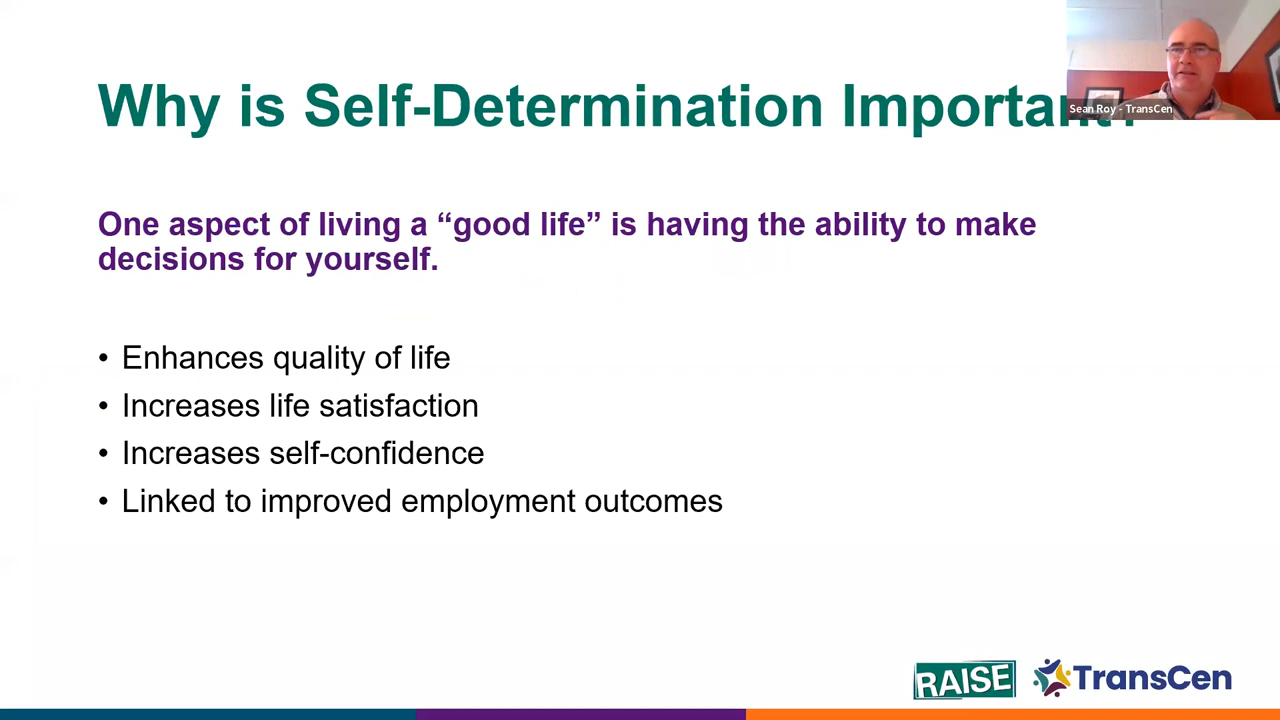 Why is Self-Determination Important?
Sean Roy - TransCen
One aspect of living a “good life” is having the ability to make
decisions for yourself.
• Enhances quality of life
• Increases life satisfaction
• Increases self-confidence
• Linked to improved employment outcomes
RAISE
TransCen